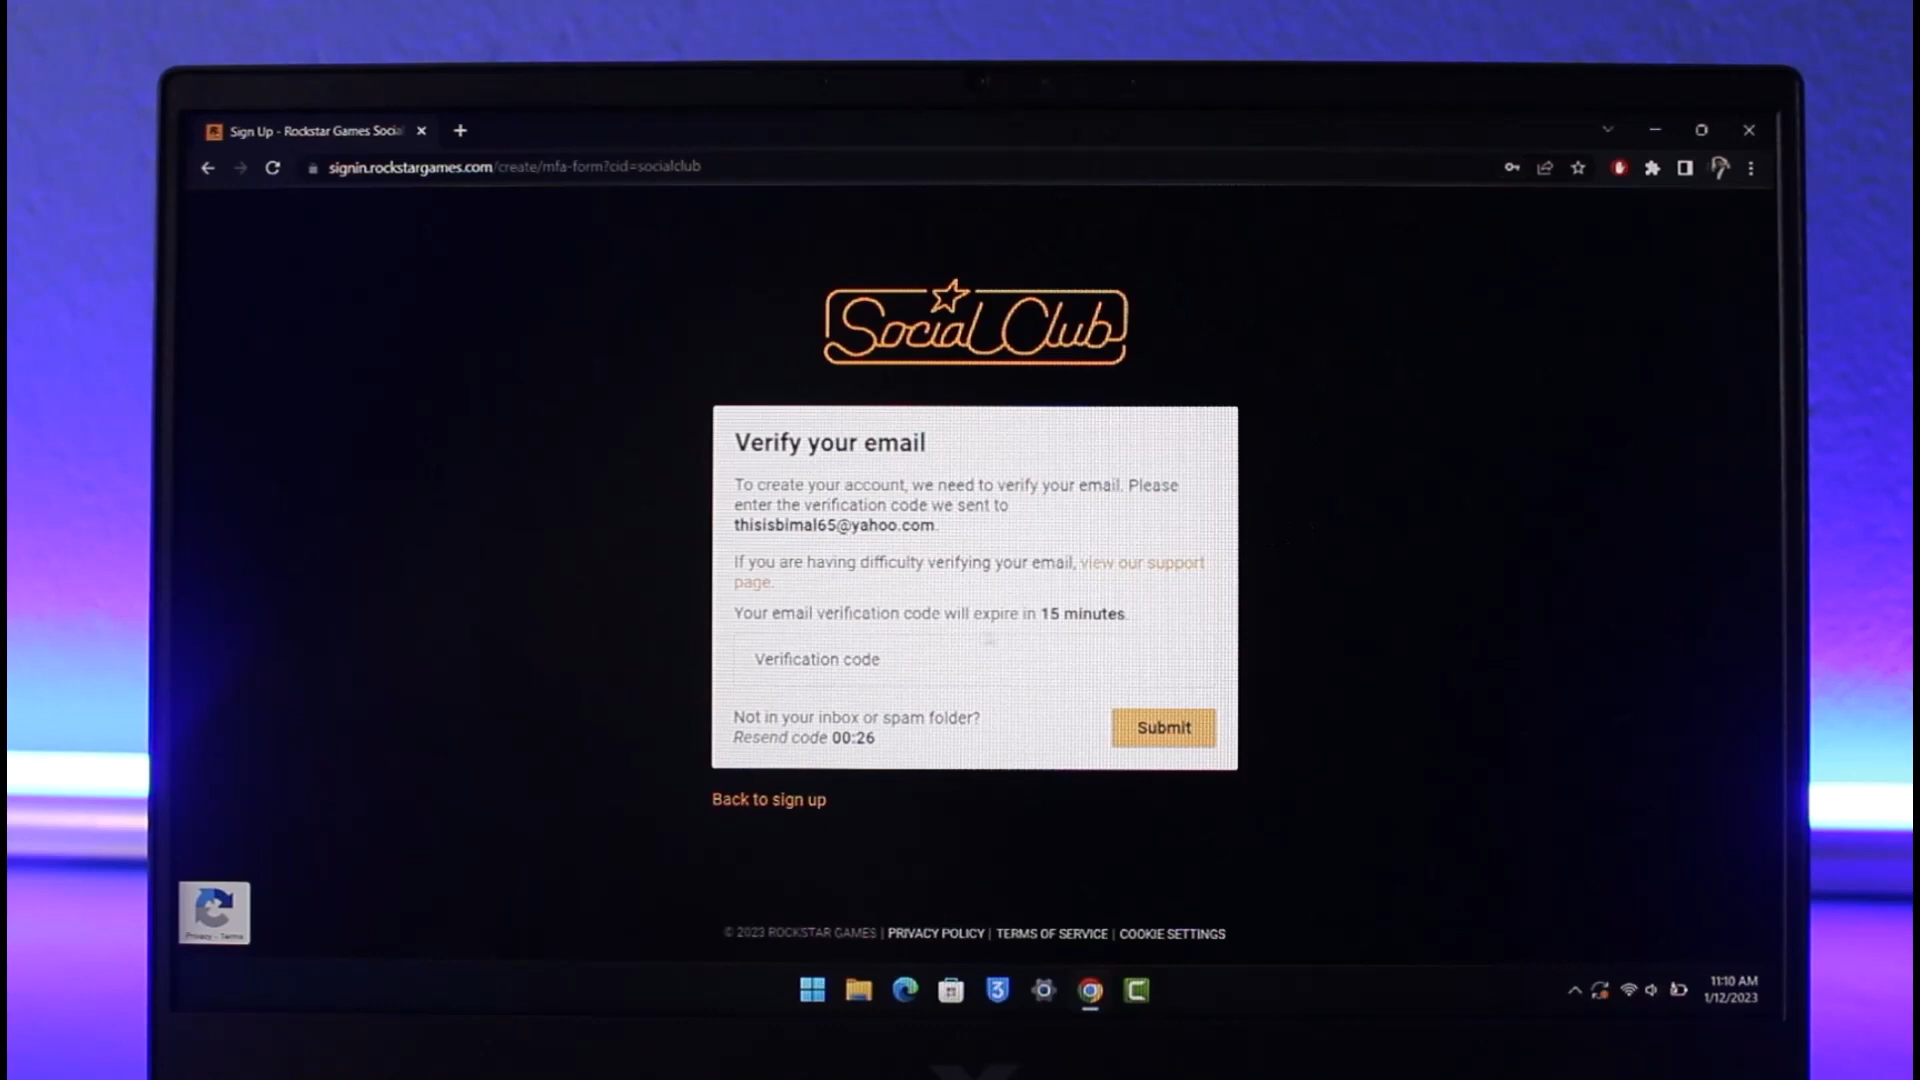 Sign Up - Rockstar Games Socia
signin.rockstargames.com/create/mfa-form?cid=socialclub
Social Club
Verify your email
To create your account, we need to verify your email. Please
enter the verification code we sent to
thisisbimal65@yahoo.com.
If you are having difficulty verifying your email, view our support
page.
Your email verification code will expire in 15 minutes.
Verification code
Not in your inbox or spam folder?
Resend code 00:26
Submit
Back to sign up
Privacy - Terms
© 2023 ROCKSTAR GAMES | PRIVACY POLICY | TERMS OF SERVICE | COOKIE SETTINGS
11:10 AM
1/12/2023